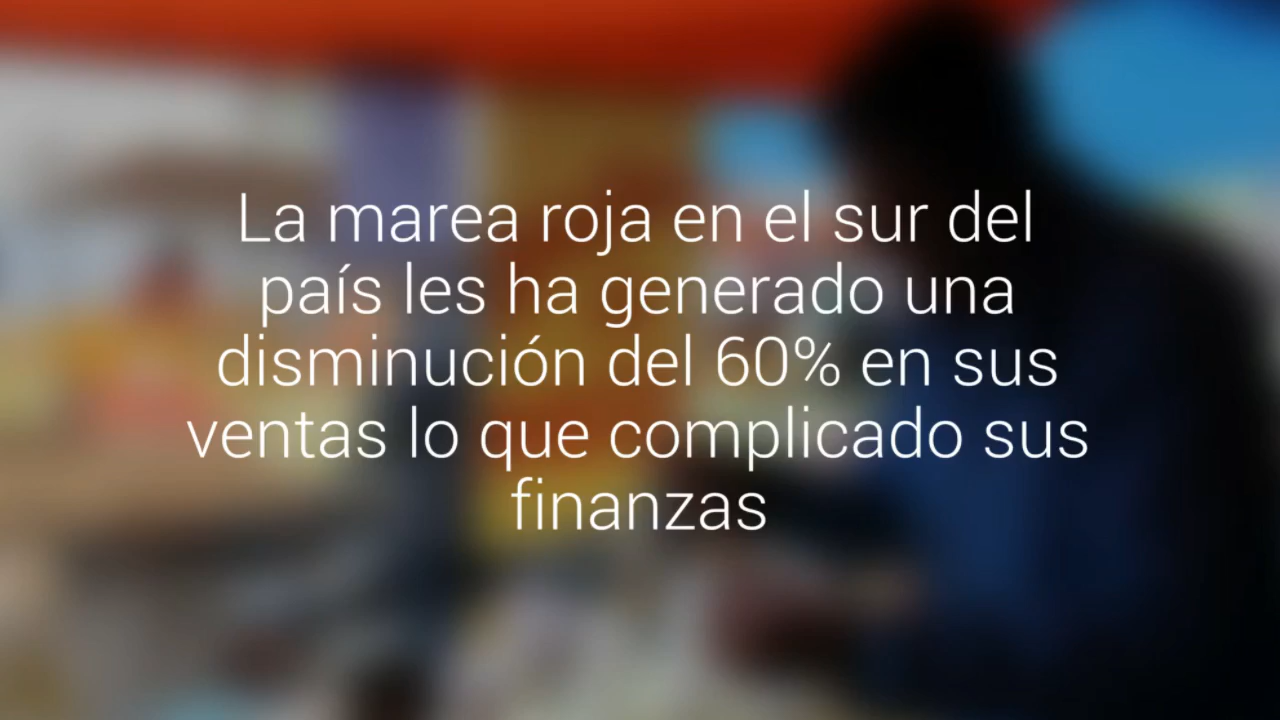 La marea roja en el sur del
país les ha generado una
disminución del 60% en sus
ventas lo que complicado sus
finanzas